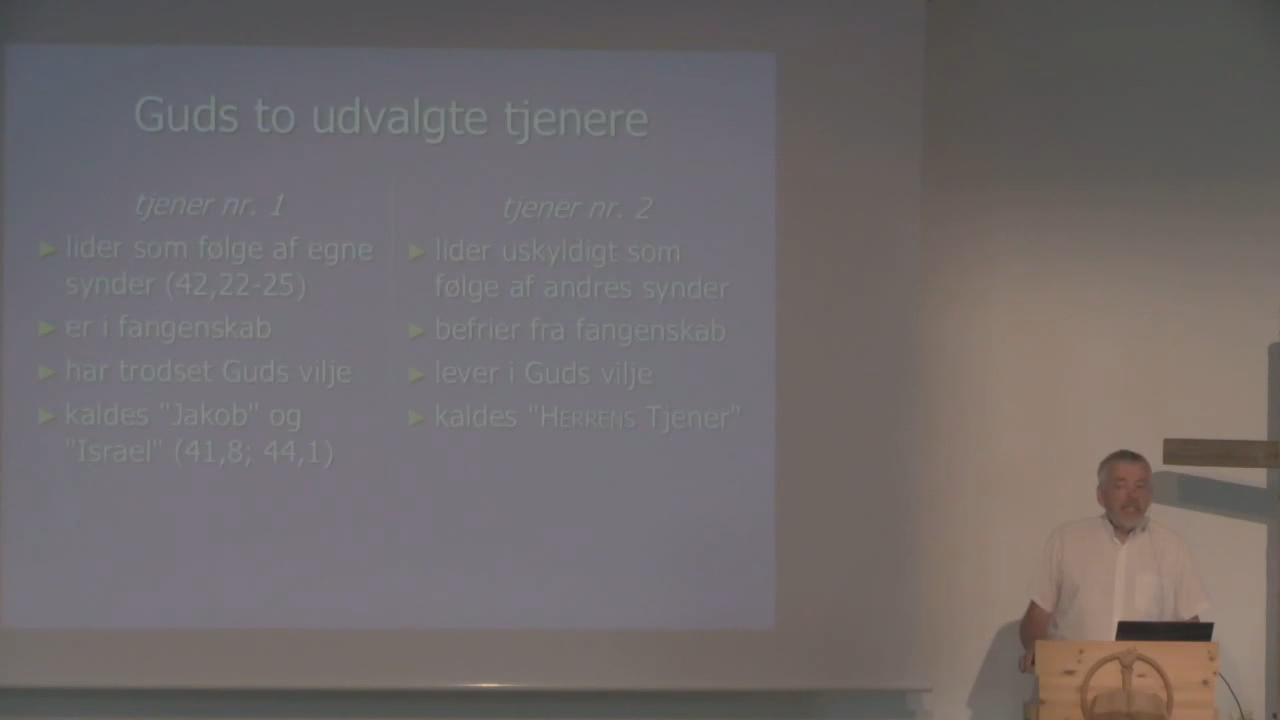 Guds to udvalgte tjenere
tjener nr. 1
► lider som følge af egne
synder (42,22-25)
► er i fangenskab
► har trodset Guds vilje
► kaldes "Jakob" og
"Israel" (41,8; 44,1)
tjener nr. 2
► lider uskyldigt som
følge af andres synder
► befrier fra fangenskab
► lever i Guds vilje
► kaldes "HERRENS Tjener"